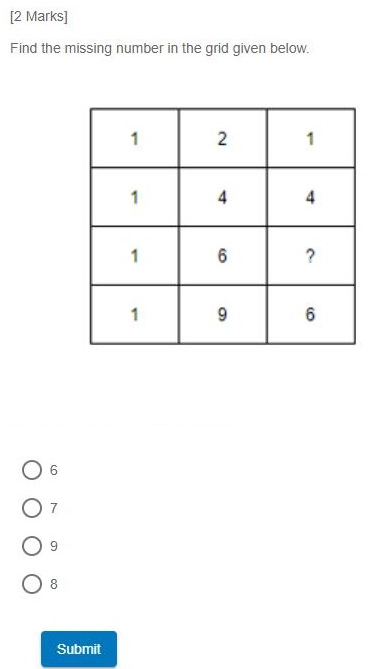 [2 Marks]
Find the missing number in the grid given below.
1 2 1
1 4 4
1 6 ?
1 9 6
6
7
9
8
Submit